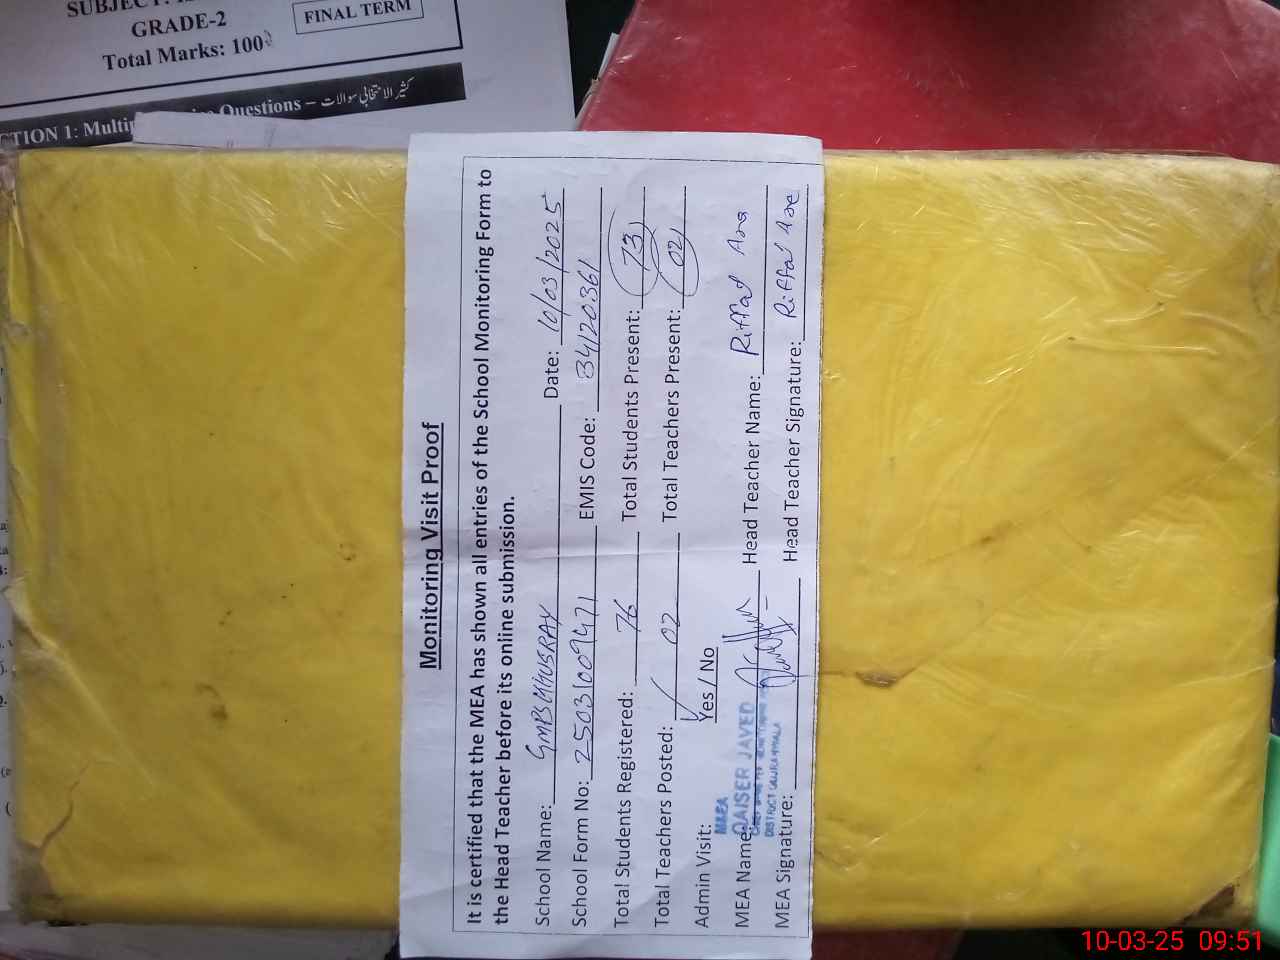 GRADE-2
FINAL TERM
Total Marks: 100
کثیر الانتخابی سوالات – Questions
Monitoring Visit Proof
It is certified that the MEA has shown all entries of the School Monitoring Form to
the Head Teacher before its online submission.
School Name: GMPS KHUSRAY Date: 10/03/2025
School Form No: 25031009471 EMIS Code: 34120361
Total Students Registered: 76 Total Students Present: 73
Total Teachers Posted: 02 Total Teachers Present: 02
Admin Visit: Yes / No
MEA
MEA Name: QAISER JAVED Head Teacher Name: Riffat Ara
DISTRICT GUJRANWALA
MEA Signature: Head Teacher Signature: Riffat Ara
10-03-25 09:51